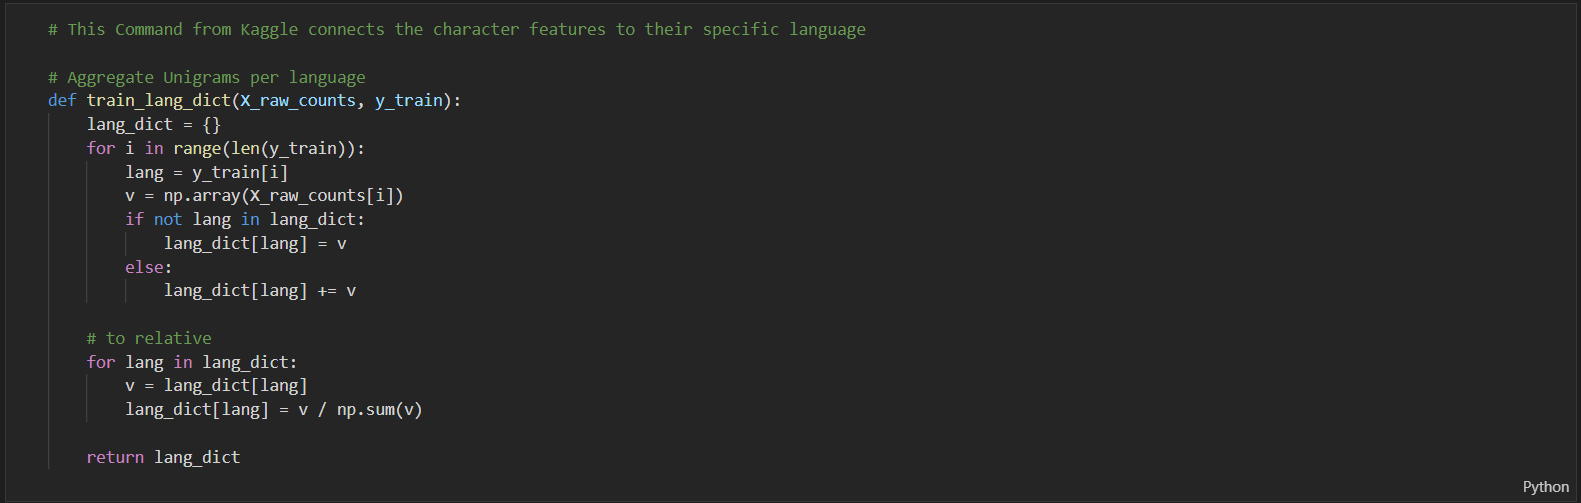 # This Command from Kaggle connects the character features to their specific language
# Aggregate Unigrams per language
def train_lang_dict(X_raw_counts, y_train):
    lang_dict = {}
    for i in range(len(y_train)):
        lang = y_train[i]
        v = np.array(X_raw_counts[i])
        if not lang in lang_dict:
            lang_dict[lang] = v
        else:
            lang_dict[lang] += v
    # to relative
    for lang in lang_dict:
        v = lang_dict[lang]
        lang_dict[lang] = v / np.sum(v)
    return lang_dict
Python